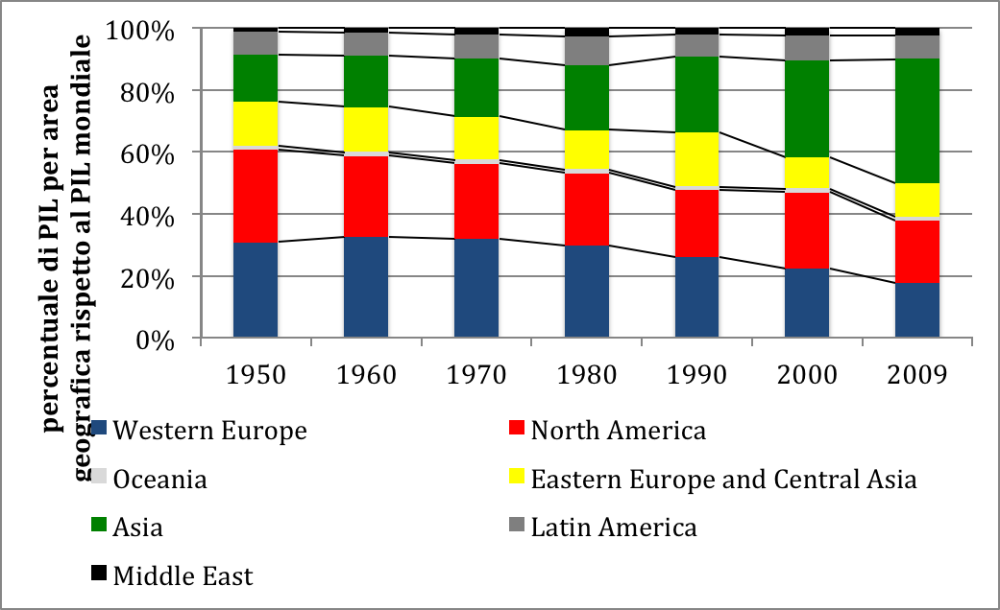 percentuale di PIL per area
geografica rispetto al PIL mondiale
100%
80%
60%
40%
20%
0%
1950 1960 1970 1980 1990 2000 2009
Western Europe
North America
Oceania
Eastern Europe and Central Asia
Asia
Latin America
Middle East